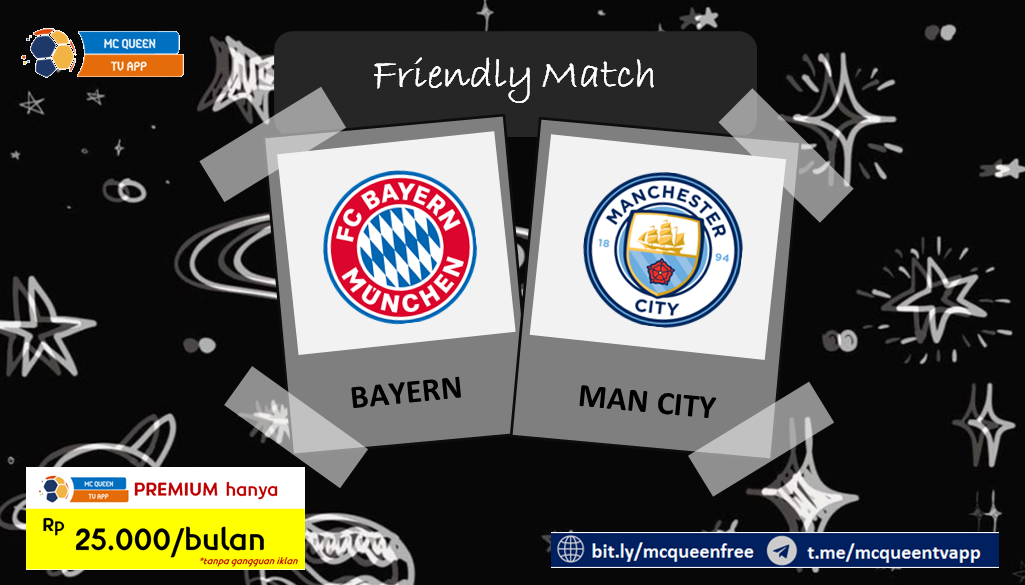 MC QUEEN
TV APP
Friendly Match
FC BAYERN
MÜNCHEN
MANCHESTER
18 94
CITY
BAYERN
MAN CITY
MC QUEEN
TV APP
PREMIUM hanya
Rp 25.000/bulan
*tanpa gangguan iklan
bit.ly/mcqueenfree
t.me/mcqueentvapp